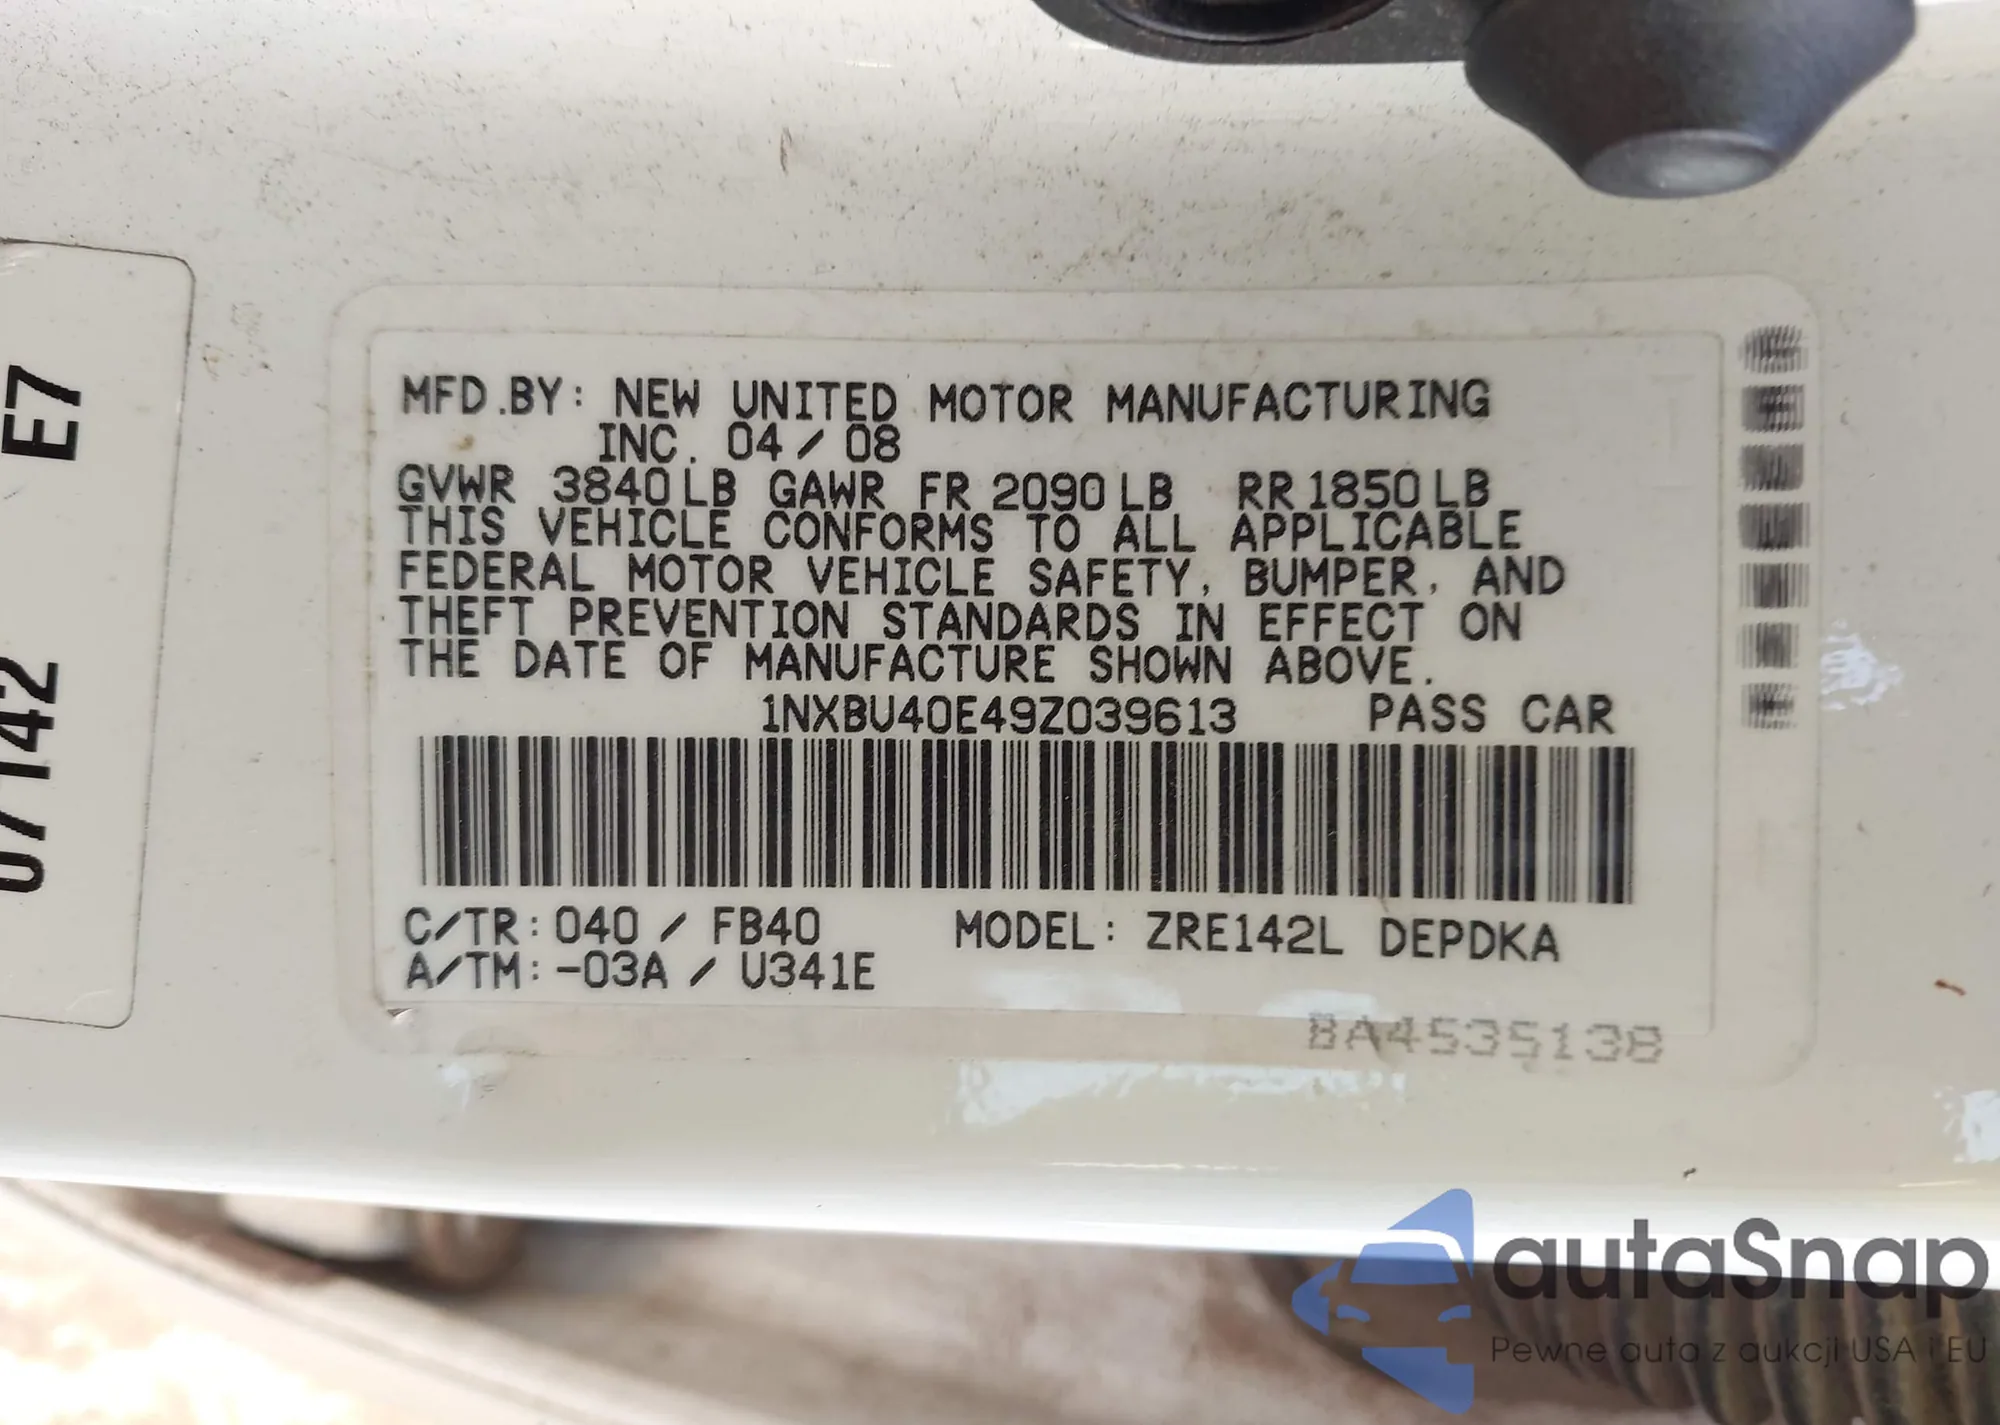 MFD.BY: NEW UNITED MOTOR MANUFACTURING
INC. 04/08
GVWR 3840LB GAWR FR 2090LB RR1850LB
THIS VEHICLE CONFORMS TO ALL APPLICABLE
FEDERAL MOTOR VEHICLE SAFETY, BUMPER, AND
THEFT PREVENTION STANDARDS IN EFFECT ON
THE DATE OF MANUFACTURE SHOWN ABOVE.
1NXBU40E49Z039613 PASS CAR
C/TR: 040 / FB40 MODEL: ZRE142L DEPDKA
A/TM: -03A / U341E
BA4535138
07142 E7
autaSnap
Pewne auta z aukcji USA i EU